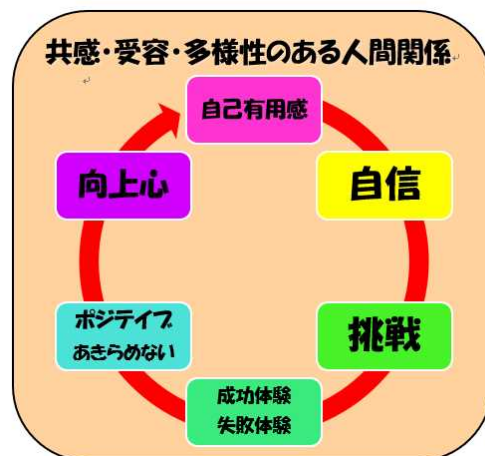 共感・受容・多様性のある人間関係
自己有用感
自信
挑戦
成功体験
失敗体験
ポジテイブ
あきらめない
向上心